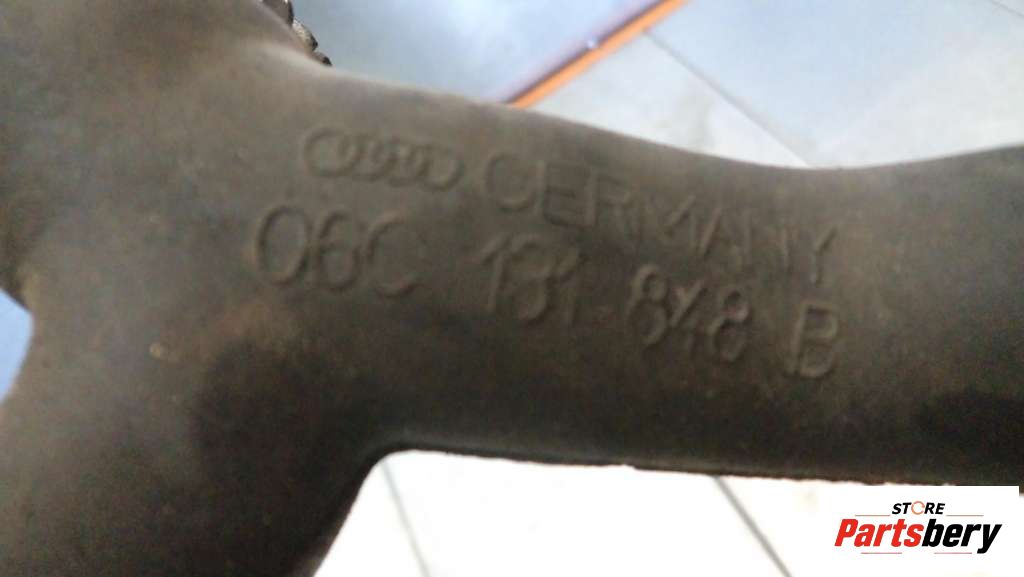 GERMANY
06C 131 848 B
STORE
Partsbery